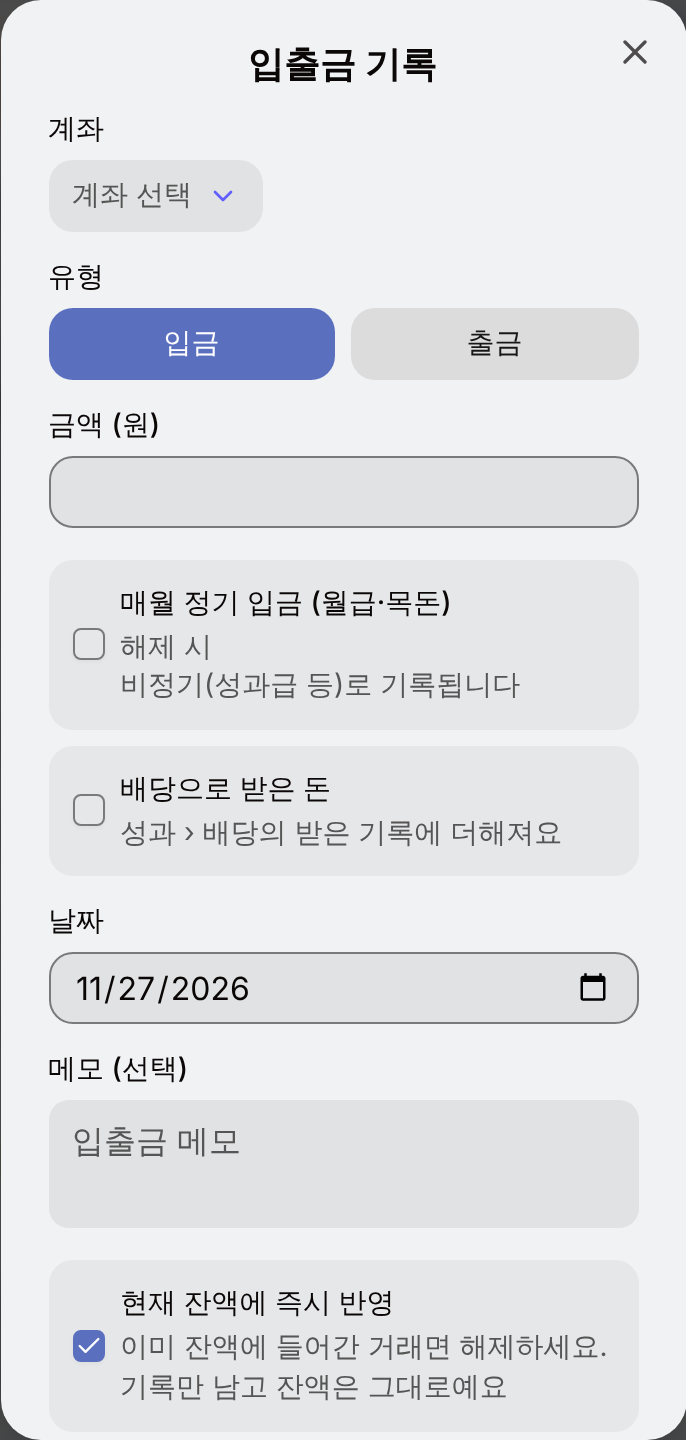 입출금 기록
계좌
계좌 선택
유형
입금
출금
금액 (원)
매월 정기 입금 (월급·목돈)
해제 시
비정기(성과급 등)로 기록됩니다
배당으로 받은 돈
성과 › 배당의 받은 기록에 더해져요
날짜
11/27/2026
메모 (선택)
입출금 메모
현재 잔액에 즉시 반영
이미 잔액에 들어간 거래면 해제하세요.
기록만 남고 잔액은 그대로예요